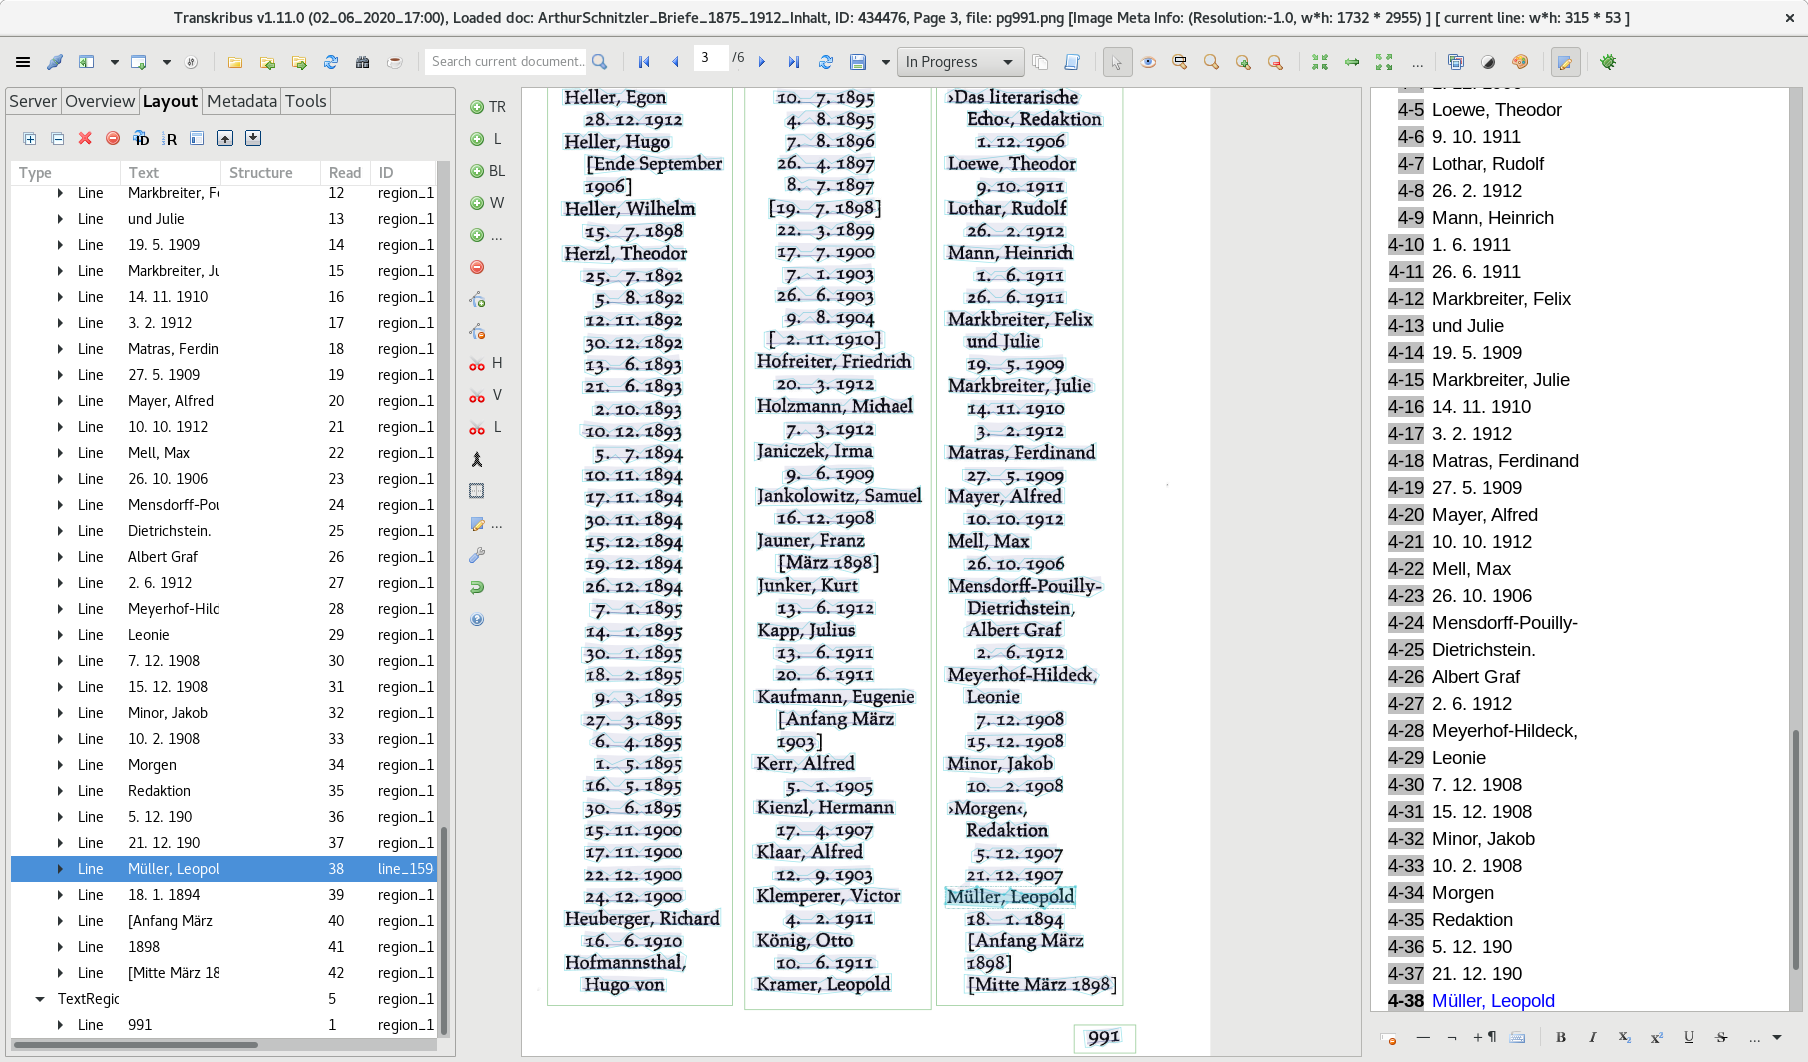 Transkribus v1.11.0 (02_06_2020_17:00), Loaded doc: ArthurSchnitzler_Briefe_1875_1912_Inhalt, ID: 434476, Page 3, file: pg991.png [Image Meta Info: (Resolution:-1.0, w*h: 1732 * 2955) ] [ current line: w*h: 315 * 53 ]
Search current document...
3 /6
In Progress
Server Overview Layout Metadata Tools
Type Text Structure Read ID
Line Markbreiter, Fe 12 region_1
Line und Julie 13 region_1
Line 19. 5. 1909 14 region_1
Line Markbreiter, Ju 15 region_1
Line 14. 11. 1910 16 region_1
Line 3. 2. 1912 17 region_1
Line Matras, Ferdin 18 region_1
Line 27. 5. 1909 19 region_1
Line Mayer, Alfred 20 region_1
Line 10. 10. 1912 21 region_1
Line Mell, Max 22 region_1
Line 26. 10. 1906 23 region_1
Line Mensdorff-Pou 24 region_1
Line Dietrichstein. 25 region_1
Line Albert Graf 26 region_1
Line 2. 6. 1912 27 region_1
Line Meyerhof-Hild 28 region_1
Line Leonie 29 region_1
Line 7. 12. 1908 30 region_1
Line 15. 12. 1908 31 region_1
Line Minor, Jakob 32 region_1
Line 10. 2. 1908 33 region_1
Line Morgen 34 region_1
Line Redaktion 35 region_1
Line 5. 12. 190 36 region_1
Line 21. 12. 190 37 region_1
Line Müller, Leopol 38 line_159
Line 18. 1. 1894 39 region_1
Line [Anfang März 40 region_1
Line 1898 41 region_1
Line [Mitte März 18 42 region_1
TextRegic 5 region_1
Line 991 1 region_1
TR
L
BL
W
...
H
V
L
...
Heller, Egon
28. 12. 1912
Heller, Hugo
[Ende September
1906]
Heller, Wilhelm
15. 7. 1898
Herzl, Theodor
25. 7. 1892
5. 8. 1892
12. 11. 1892
30. 12. 1892
13. 6. 1893
21. 6. 1893
2. 10. 1893
10. 12. 1893
5. 7. 1894
10. 11. 1894
17. 11. 1894
30. 11. 1894
15. 12. 1894
19. 12. 1894
26. 12. 1894
7. 1. 1895
14. 1. 1895
30. 1. 1895
18. 2. 1895
9. 3. 1895
27. 3. 1895
6. 4. 1895
1. 5. 1895
16. 5. 1895
30. 6. 1895
15. 11. 1900
17. 11. 1900
22. 12. 1900
24. 12. 1900
Heuberger, Richard
16. 6. 1910
Hofmannsthal,
Hugo von
10. 7. 1895
4. 8. 1895
7. 8. 1896
26. 4. 1897
8. 7. 1897
[19. 7. 1898]
22. 3. 1899
17. 7. 1900
7. 1. 1903
26. 6. 1903
9. 8. 1904
[ 2. 11. 1910]
Hofreiter, Friedrich
20. 3. 1912
Holzmann, Michael
7. 3. 1912
Janiczek, Irma
9. 6. 1909
Jankolowitz, Samuel
16. 12. 1908
Jauner, Franz
[März 1898]
Junker, Kurt
13. 6. 1912
Kapp, Julius
13. 6. 1911
20. 6. 1911
Kaufmann, Eugenie
[Anfang März
1903]
Kerr, Alfred
5. 1. 1905
Kienzl, Hermann
17. 4. 1907
Klaar, Alfred
12. 9. 1903
Klemperer, Victor
4. 2. 1911
König, Otto
10. 6. 1911
Kramer, Leopold
›Das literarische
Echo‹, Redaktion
1. 12. 1906
Loewe, Theodor
9. 10. 1911
Lothar, Rudolf
26. 2. 1912
Mann, Heinrich
1. 6. 1911
26. 6. 1911
Markbreiter, Felix
und Julie
19. 5. 1909
Markbreiter, Julie
14. 11. 1910
3. 2. 1912
Matras, Ferdinand
27. 5. 1909
Mayer, Alfred
10. 10. 1912
Mell, Max
26. 10. 1906
Mensdorff-Pouilly-
Dietrichstein,
Albert Graf
2. 6. 1912
Meyerhof-Hildeck,
Leonie
7. 12. 1908
15. 12. 1908
Minor, Jakob
10. 2. 1908
›Morgen‹,
Redaktion
5. 12. 1907
21. 12. 1907
Müller, Leopold
18. 1. 1894
[Anfang März
1898]
[Mitte März 1898]
991
4-5 Loewe, Theodor
4-6 9. 10. 1911
4-7 Lothar, Rudolf
4-8 26. 2. 1912
4-9 Mann, Heinrich
4-10 1. 6. 1911
4-11 26. 6. 1911
4-12 Markbreiter, Felix
4-13 und Julie
4-14 19. 5. 1909
4-15 Markbreiter, Julie
4-16 14. 11. 1910
4-17 3. 2. 1912
4-18 Matras, Ferdinand
4-19 27. 5. 1909
4-20 Mayer, Alfred
4-21 10. 10. 1912
4-22 Mell, Max
4-23 26. 10. 1906
4-24 Mensdorff-Pouilly-
4-25 Dietrichstein.
4-26 Albert Graf
4-27 2. 6. 1912
4-28 Meyerhof-Hildeck,
4-29 Leonie
4-30 7. 12. 1908
4-31 15. 12. 1908
4-32 Minor, Jakob
4-33 10. 2. 1908
4-34 Morgen
4-35 Redaktion
4-36 5. 12. 190
4-37 21. 12. 190
4-38 Müller, Leopold